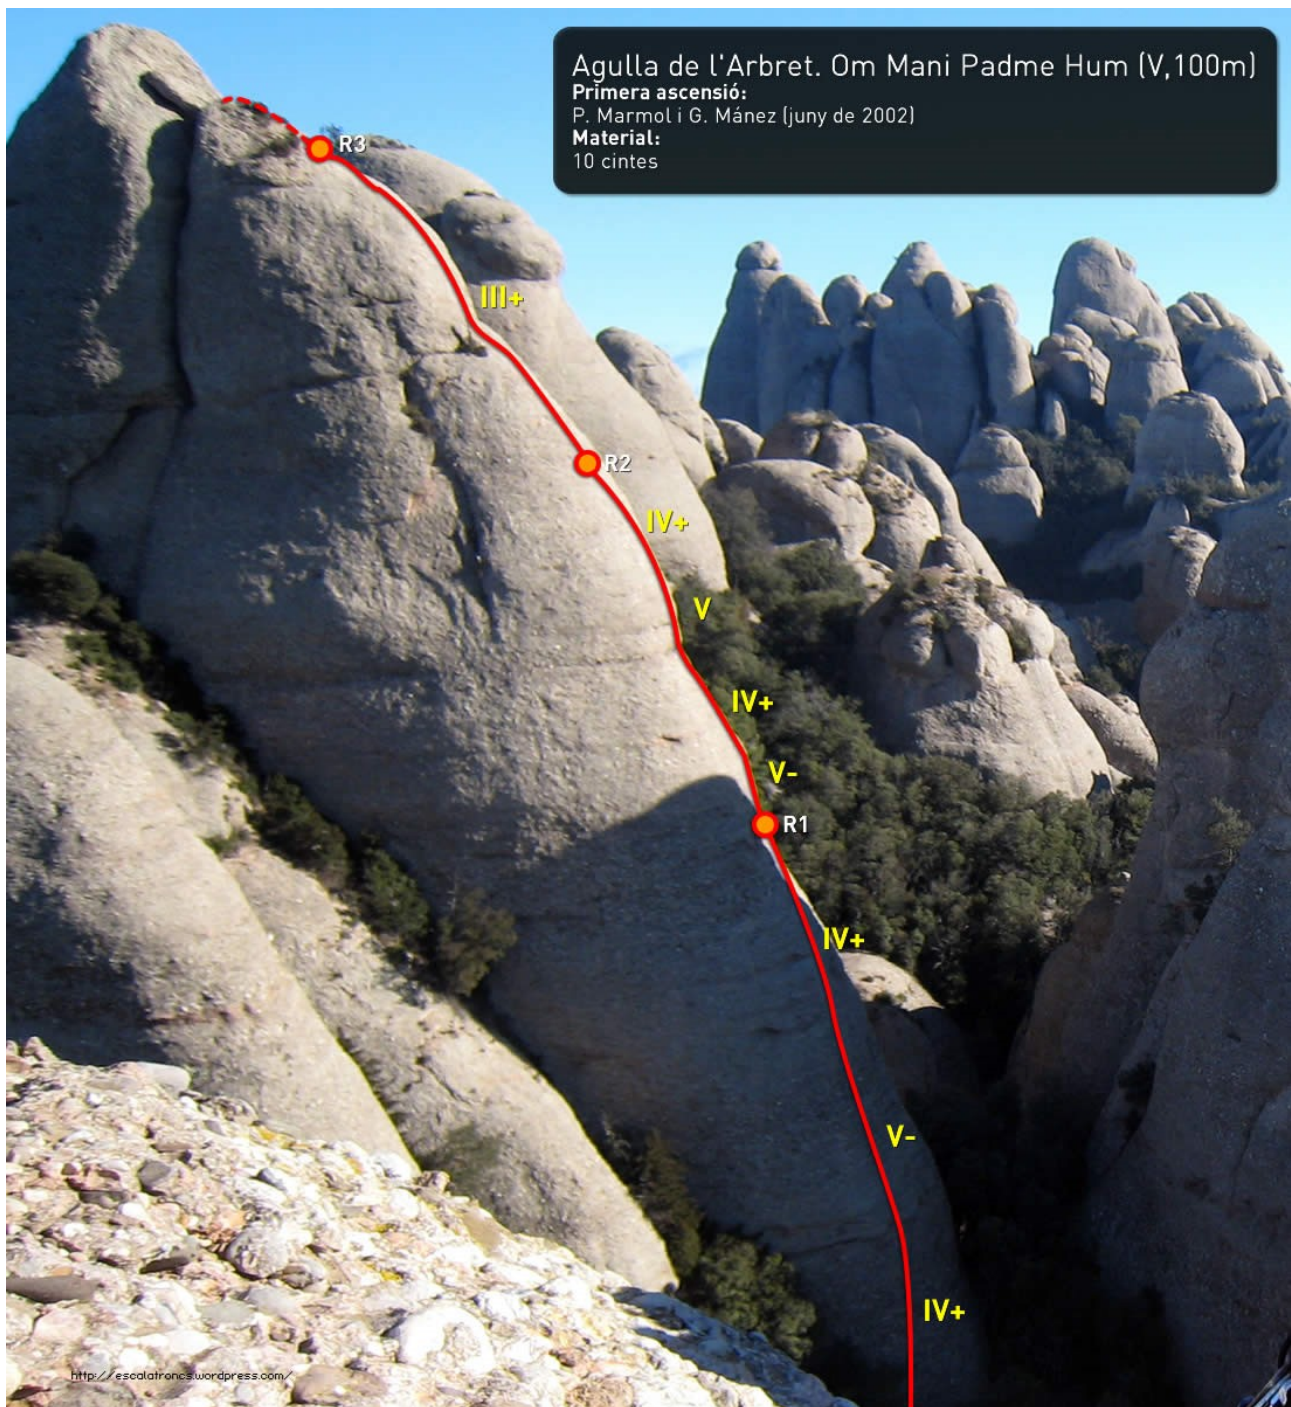 Agulla de l'Arbret. Om Mani Padme Hum (V,100m)
Primera ascensió:
P. Marmol i G. Mánez (juny de 2002)
Material:
10 cintes
R3
III+
R2
IV+
V
IV+
V-
R1
IV+
V-
IV+
http://escalatroncs.wordpress.com/